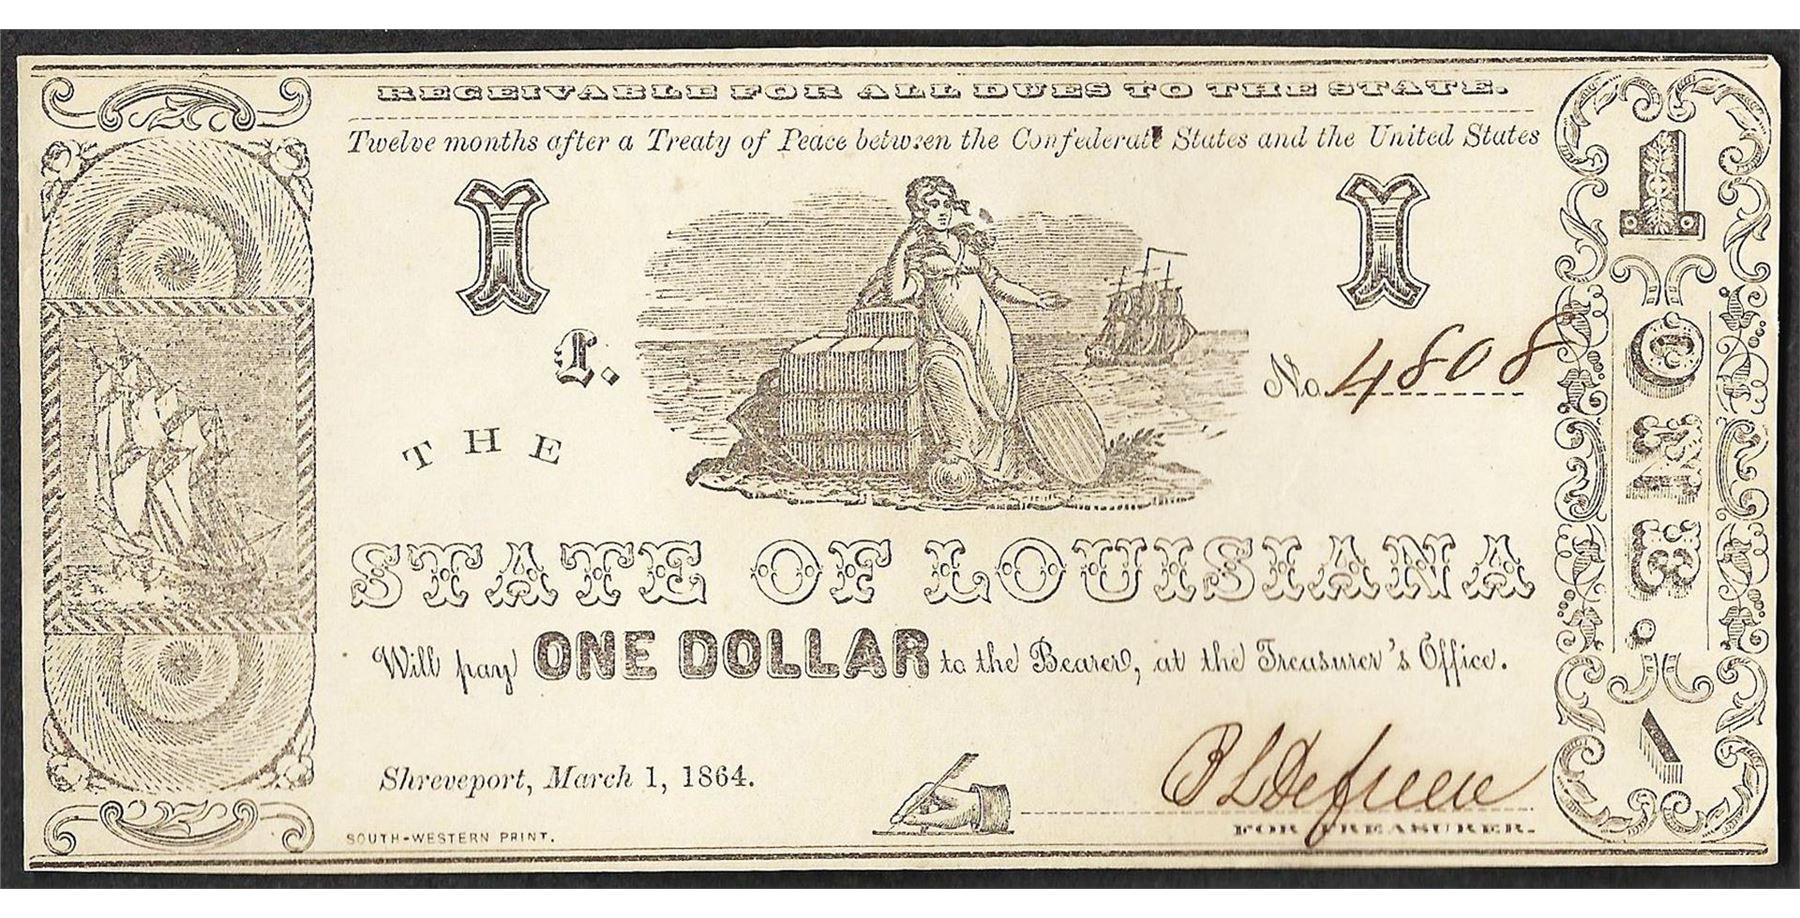 RECEIVABLE FOR ALL DUES TO THE STATE.
Twelve months after a Treaty of Peace between the Confederate States and the United States
1 1
L.
No. 4808
THE
STATE OF LOUISIANA
Will pay ONE DOLLAR to the Bearer, at the Treasurer's Office.
Shreveport, March 1, 1864.
FOR TREASURER.
SOUTH-WESTERN PRINT.
1 ONE. 1